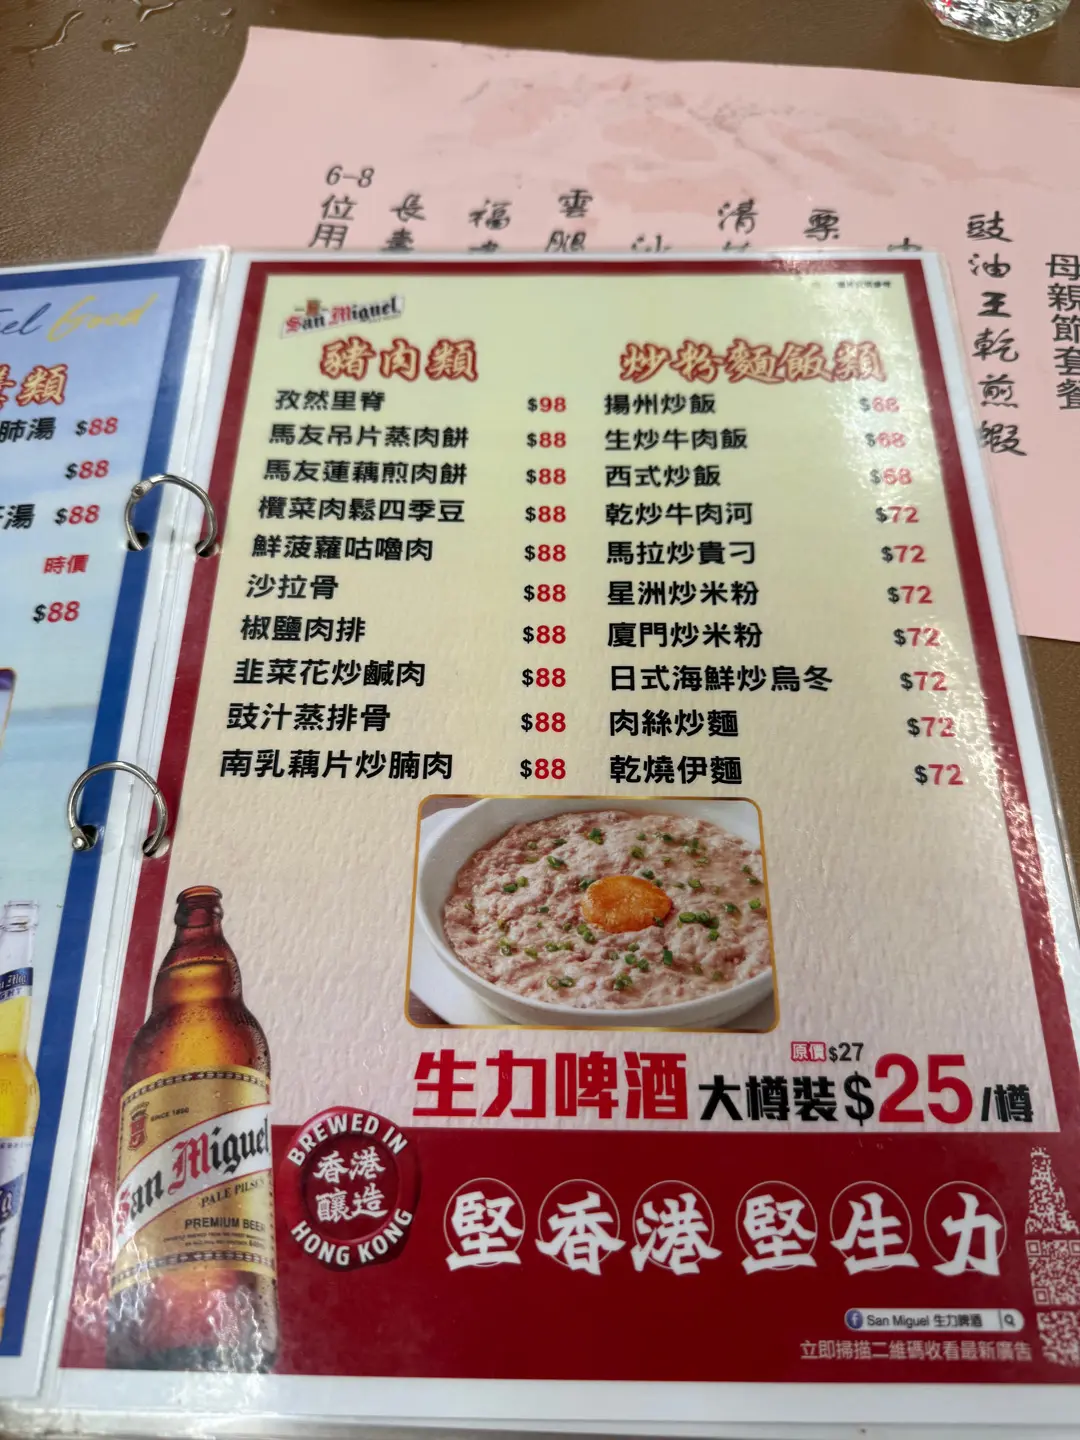 6-8
位用
長壽
福
雲腿
清
栗
豉油王乾煎蝦
母親節套餐
類
肺湯 $88
$88
湯 $88
時價
$88
San Miguel
豬肉類
孜然里脊 $98
馬友吊片蒸肉餅 $88
馬友蓮藕煎肉餅 $88
欖菜肉鬆四季豆 $88
鮮菠蘿咕嚕肉 $88
沙拉骨 $88
椒鹽肉排 $88
韭菜花炒鹹肉 $88
豉汁蒸排骨 $88
南乳藕片炒腩肉 $88
炒粉麵飯類
揚州炒飯 $68
生炒牛肉飯 $68
西式炒飯 $68
乾炒牛肉河 $72
馬拉炒貴刁 $72
星洲炒米粉 $72
廈門炒米粉 $72
日式海鮮炒烏冬 $72
肉絲炒麵 $72
乾燒伊麵 $72
生力啤酒 大樽裝 原價$27 $25/樽
SINCE 1890
San Miguel
PALE PILSEN
PREMIUM BEER
BREWED IN
香港
釀造
HONG KONG
堅香港堅生力
San Miguel 生力啤酒
立即掃描二維碼收看最新廣告